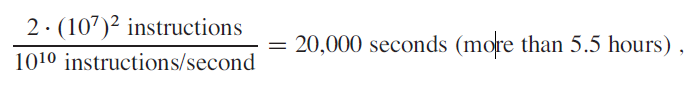 2 · (10⁷)² instructions
10¹⁰ instructions/second
= 20,000 seconds (more than 5.5 hours) ,